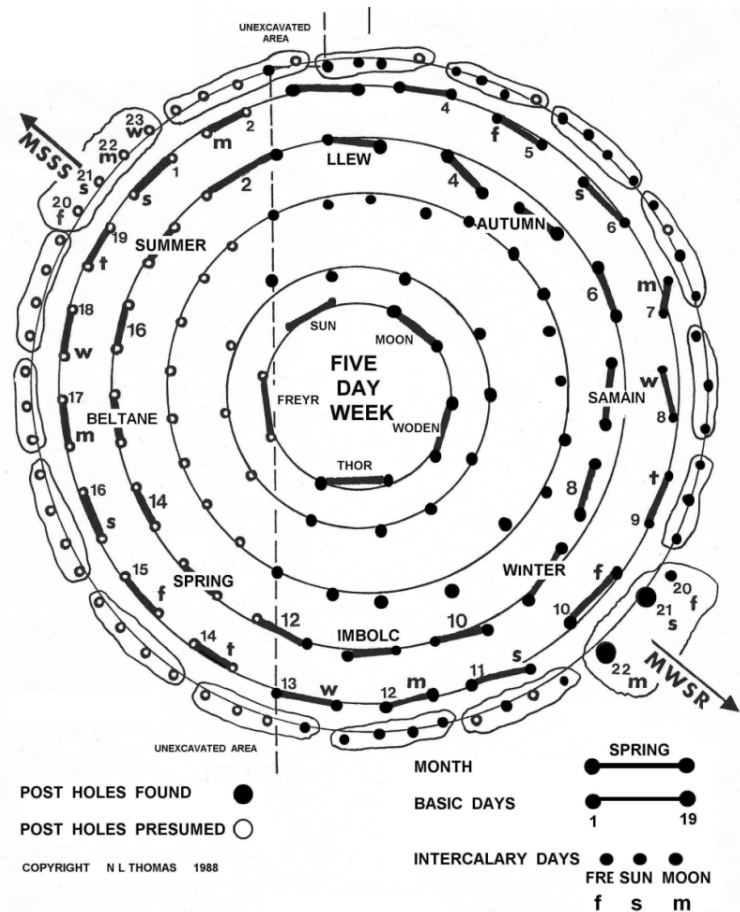 UNEXCAVATED
AREA
MSSS
23
w
22
m
21
s
20
f
2
m
1
s
19
t
18
w
17
m
16
s
15
f
14
t
13
w
12
m
11
s
10
f
9
t
8
w
7
m
6
s
5
f
4
LLEW
2
4
SUMMER
AUTUMN
16
6
BELTANE
SAMAIN
14
8
SPRING
WINTER
12
10
IMBOLC
SUN
MOON
FREYR
WODEN
THOR
FIVE
DAY
WEEK
20
f
21
s
22 m
MWSR
UNEXCAVATED AREA
POST HOLES FOUND
POST HOLES PRESUMED
COPYRIGHT N L THOMAS 1988
MONTH
SPRING
BASIC DAYS
1 19
INTERCALARY DAYS
FRE SUN MOON
f s m